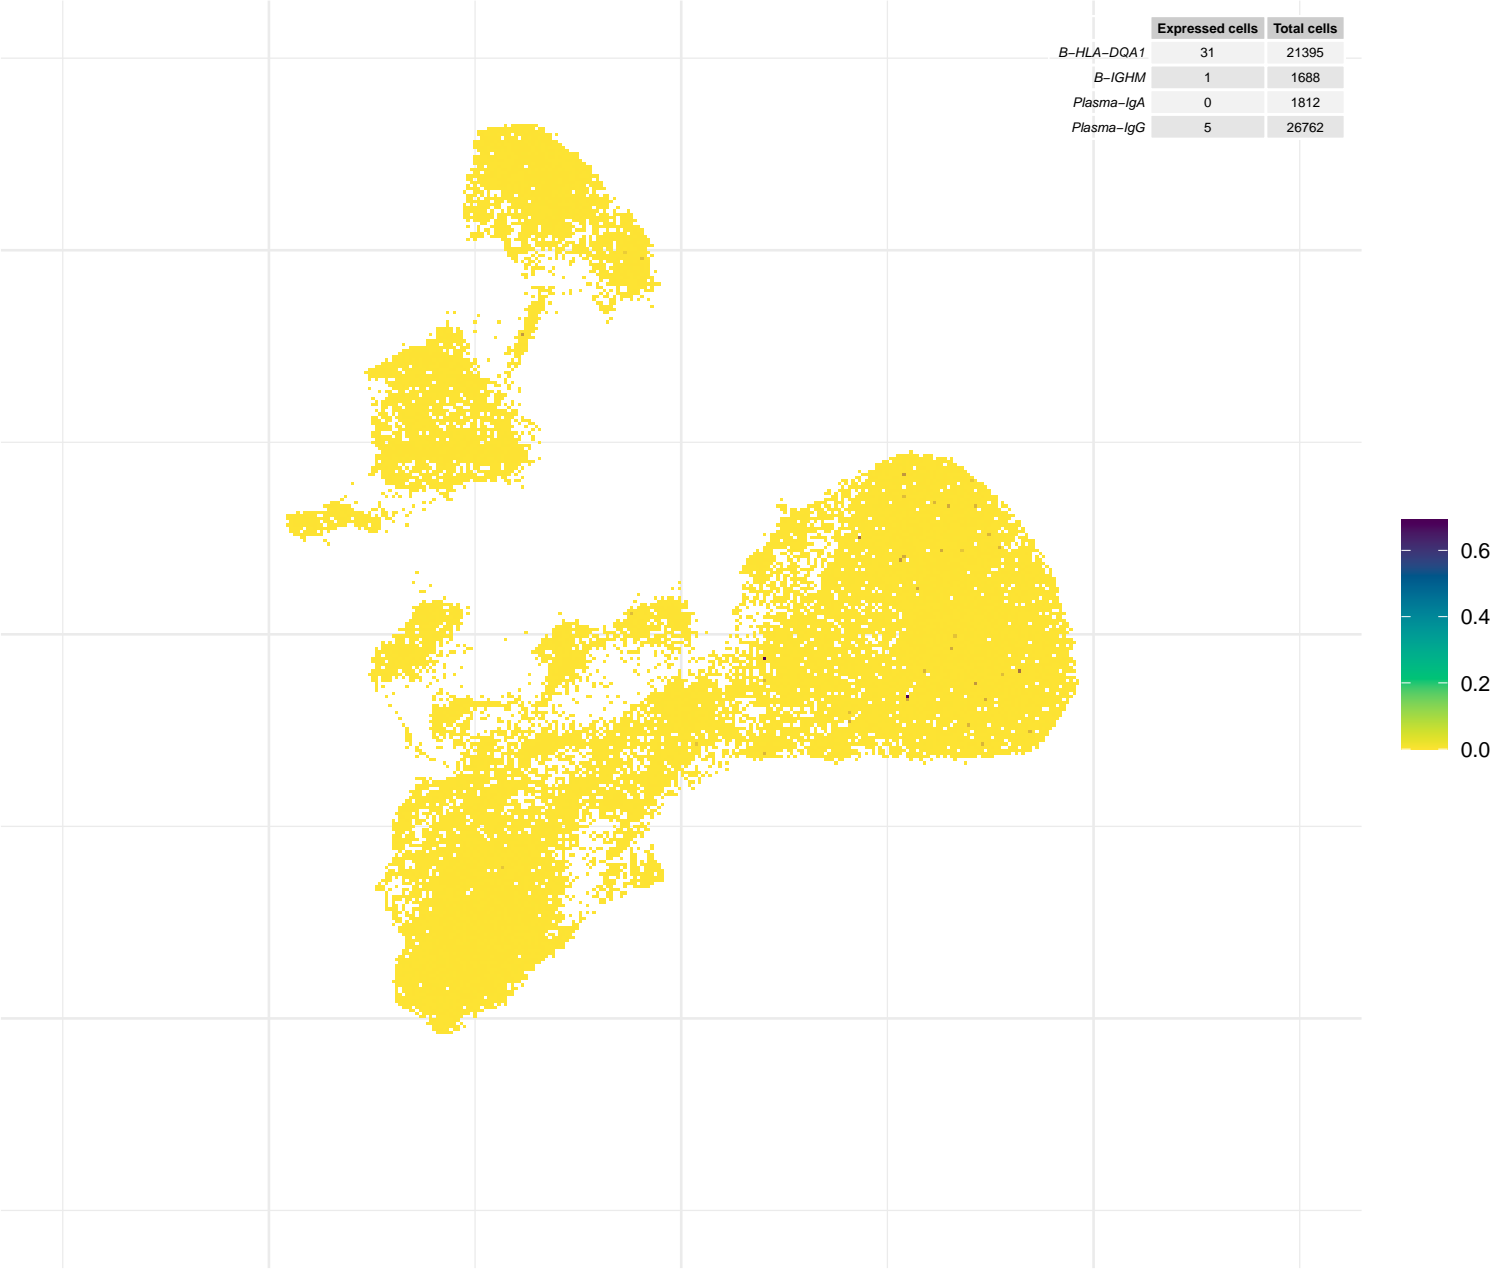 Expressed cells Total cells
B−HLA−DQA1 31 21395
B−IGHM 1 1688
Plasma−IgA 0 1812
Plasma−IgG 5 26762
0.6
0.4
0.2
0.0